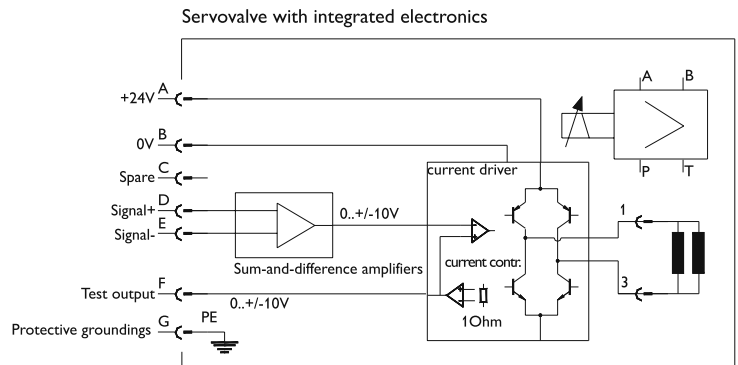 Servovalve with integrated electronics
+24V A
0V B
Spare C
Signal+ D
Signal- E
Test output F
Protective groundings G
PE
0..+/-10V
Sum-and-difference amplifiers
0..+/-10V
current driver
current contr.
1Ohm
A B
P T
1
3